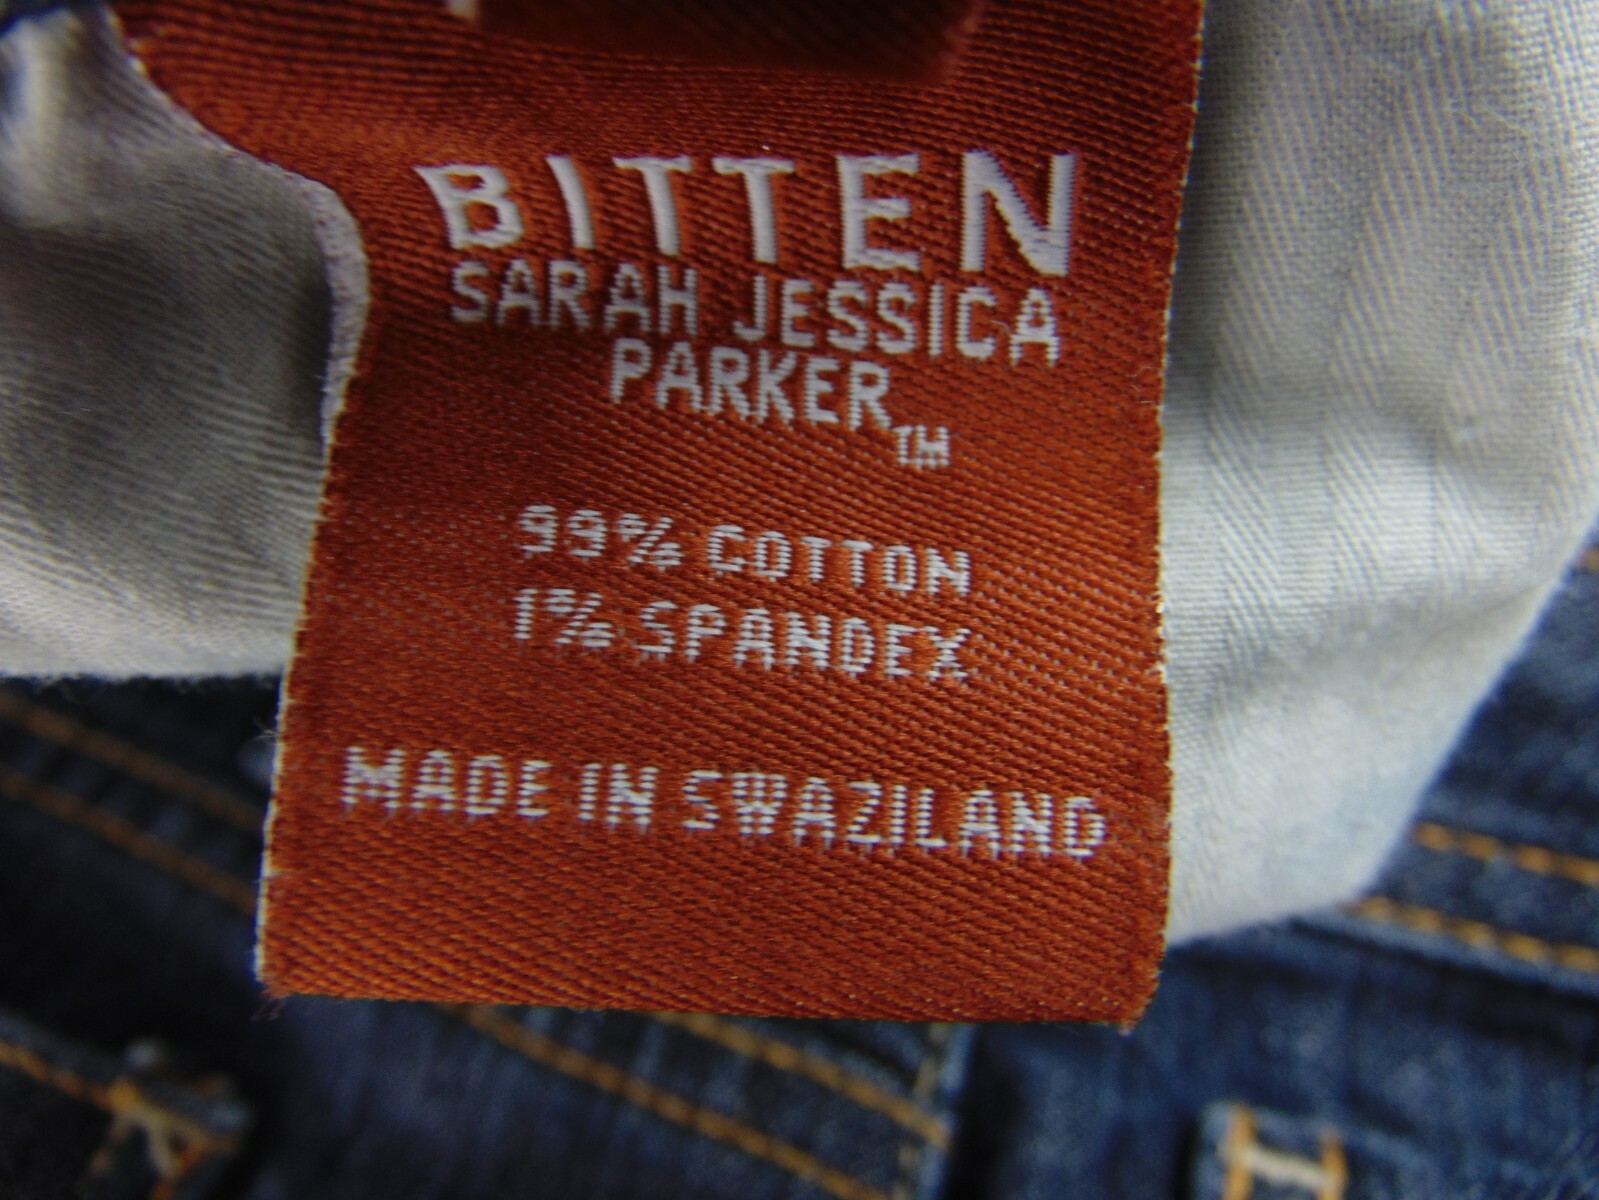 BITTEN
SARAH JESSICA
PARKER TM
99% COTTON
1% SPANDEX
MADE IN SWAZILAND